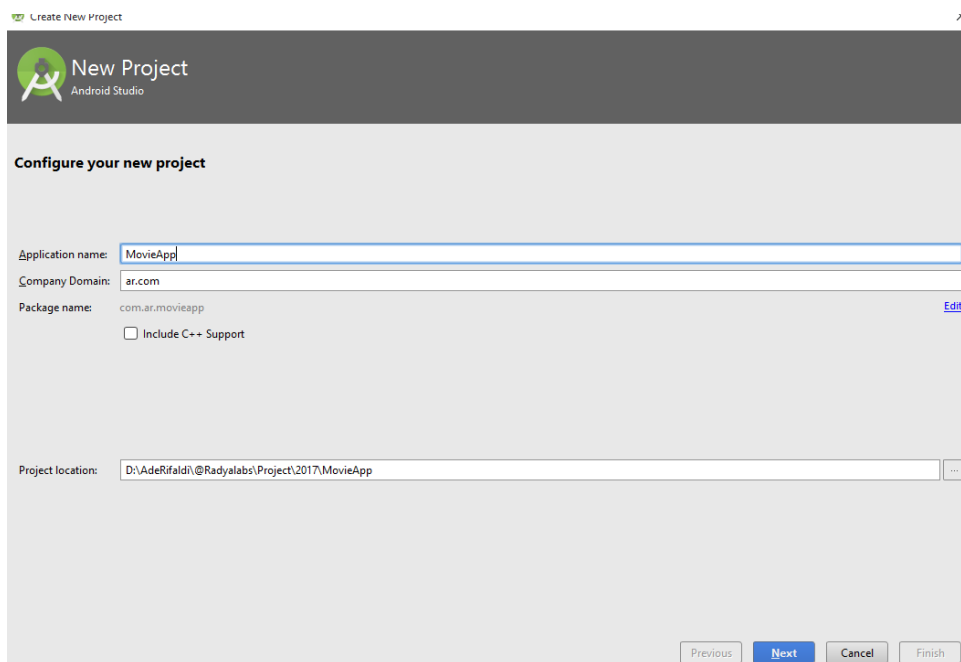 Create New Project
New Project
Android Studio
Configure your new project
Application name: MovieApp
Company Domain: ar.com
Package name: com.ar.movieapp Edit
Include C++ Support
Project location: D:\AdeRifaldi\@Radyalabs\Project\2017\MovieApp ...
Previous Next Cancel Finish